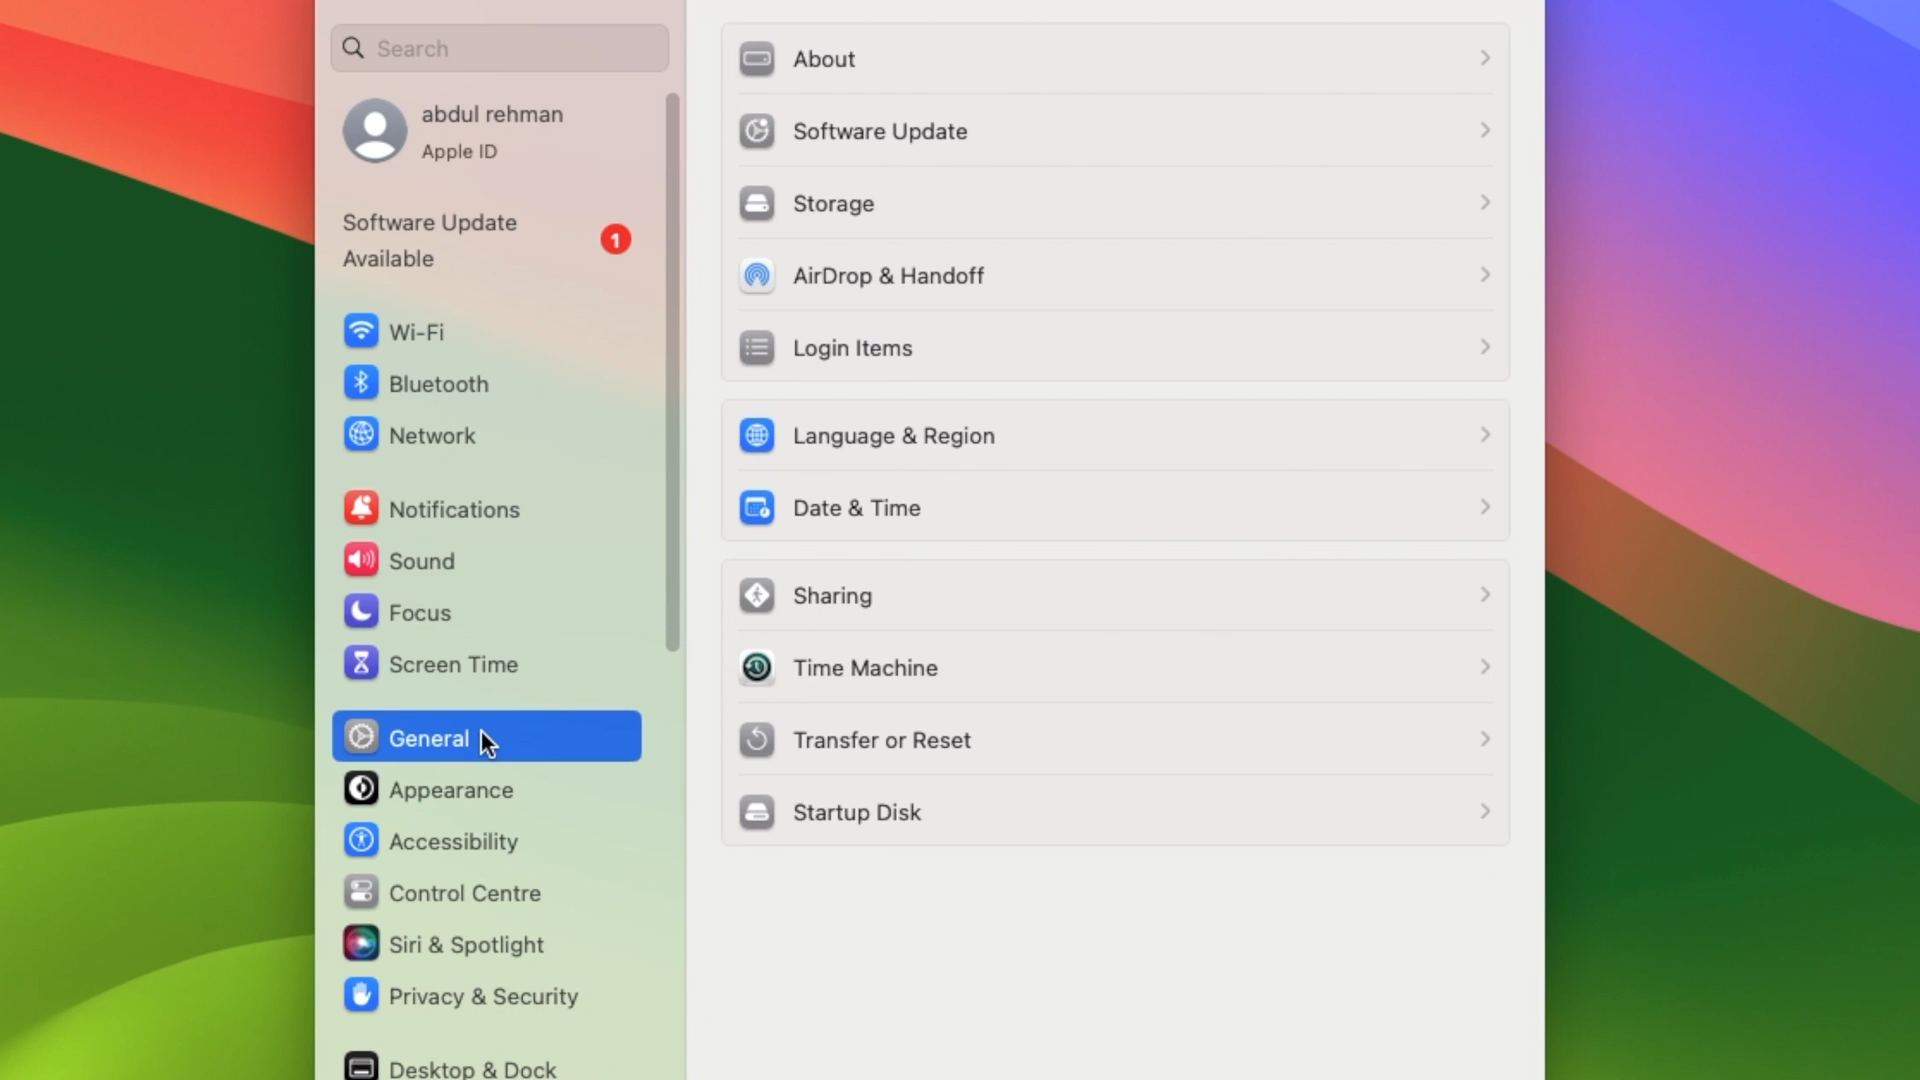 Search
abdul rehman
Apple ID
Software Update
Available
1
Wi-Fi
Bluetooth
Network
Notifications
Sound
Focus
Screen Time
General
Appearance
Accessibility
Control Centre
Siri & Spotlight
Privacy & Security
Desktop & Dock
About
Software Update
Storage
AirDrop & Handoff
Login Items
Language & Region
Date & Time
Sharing
Time Machine
Transfer or Reset
Startup Disk